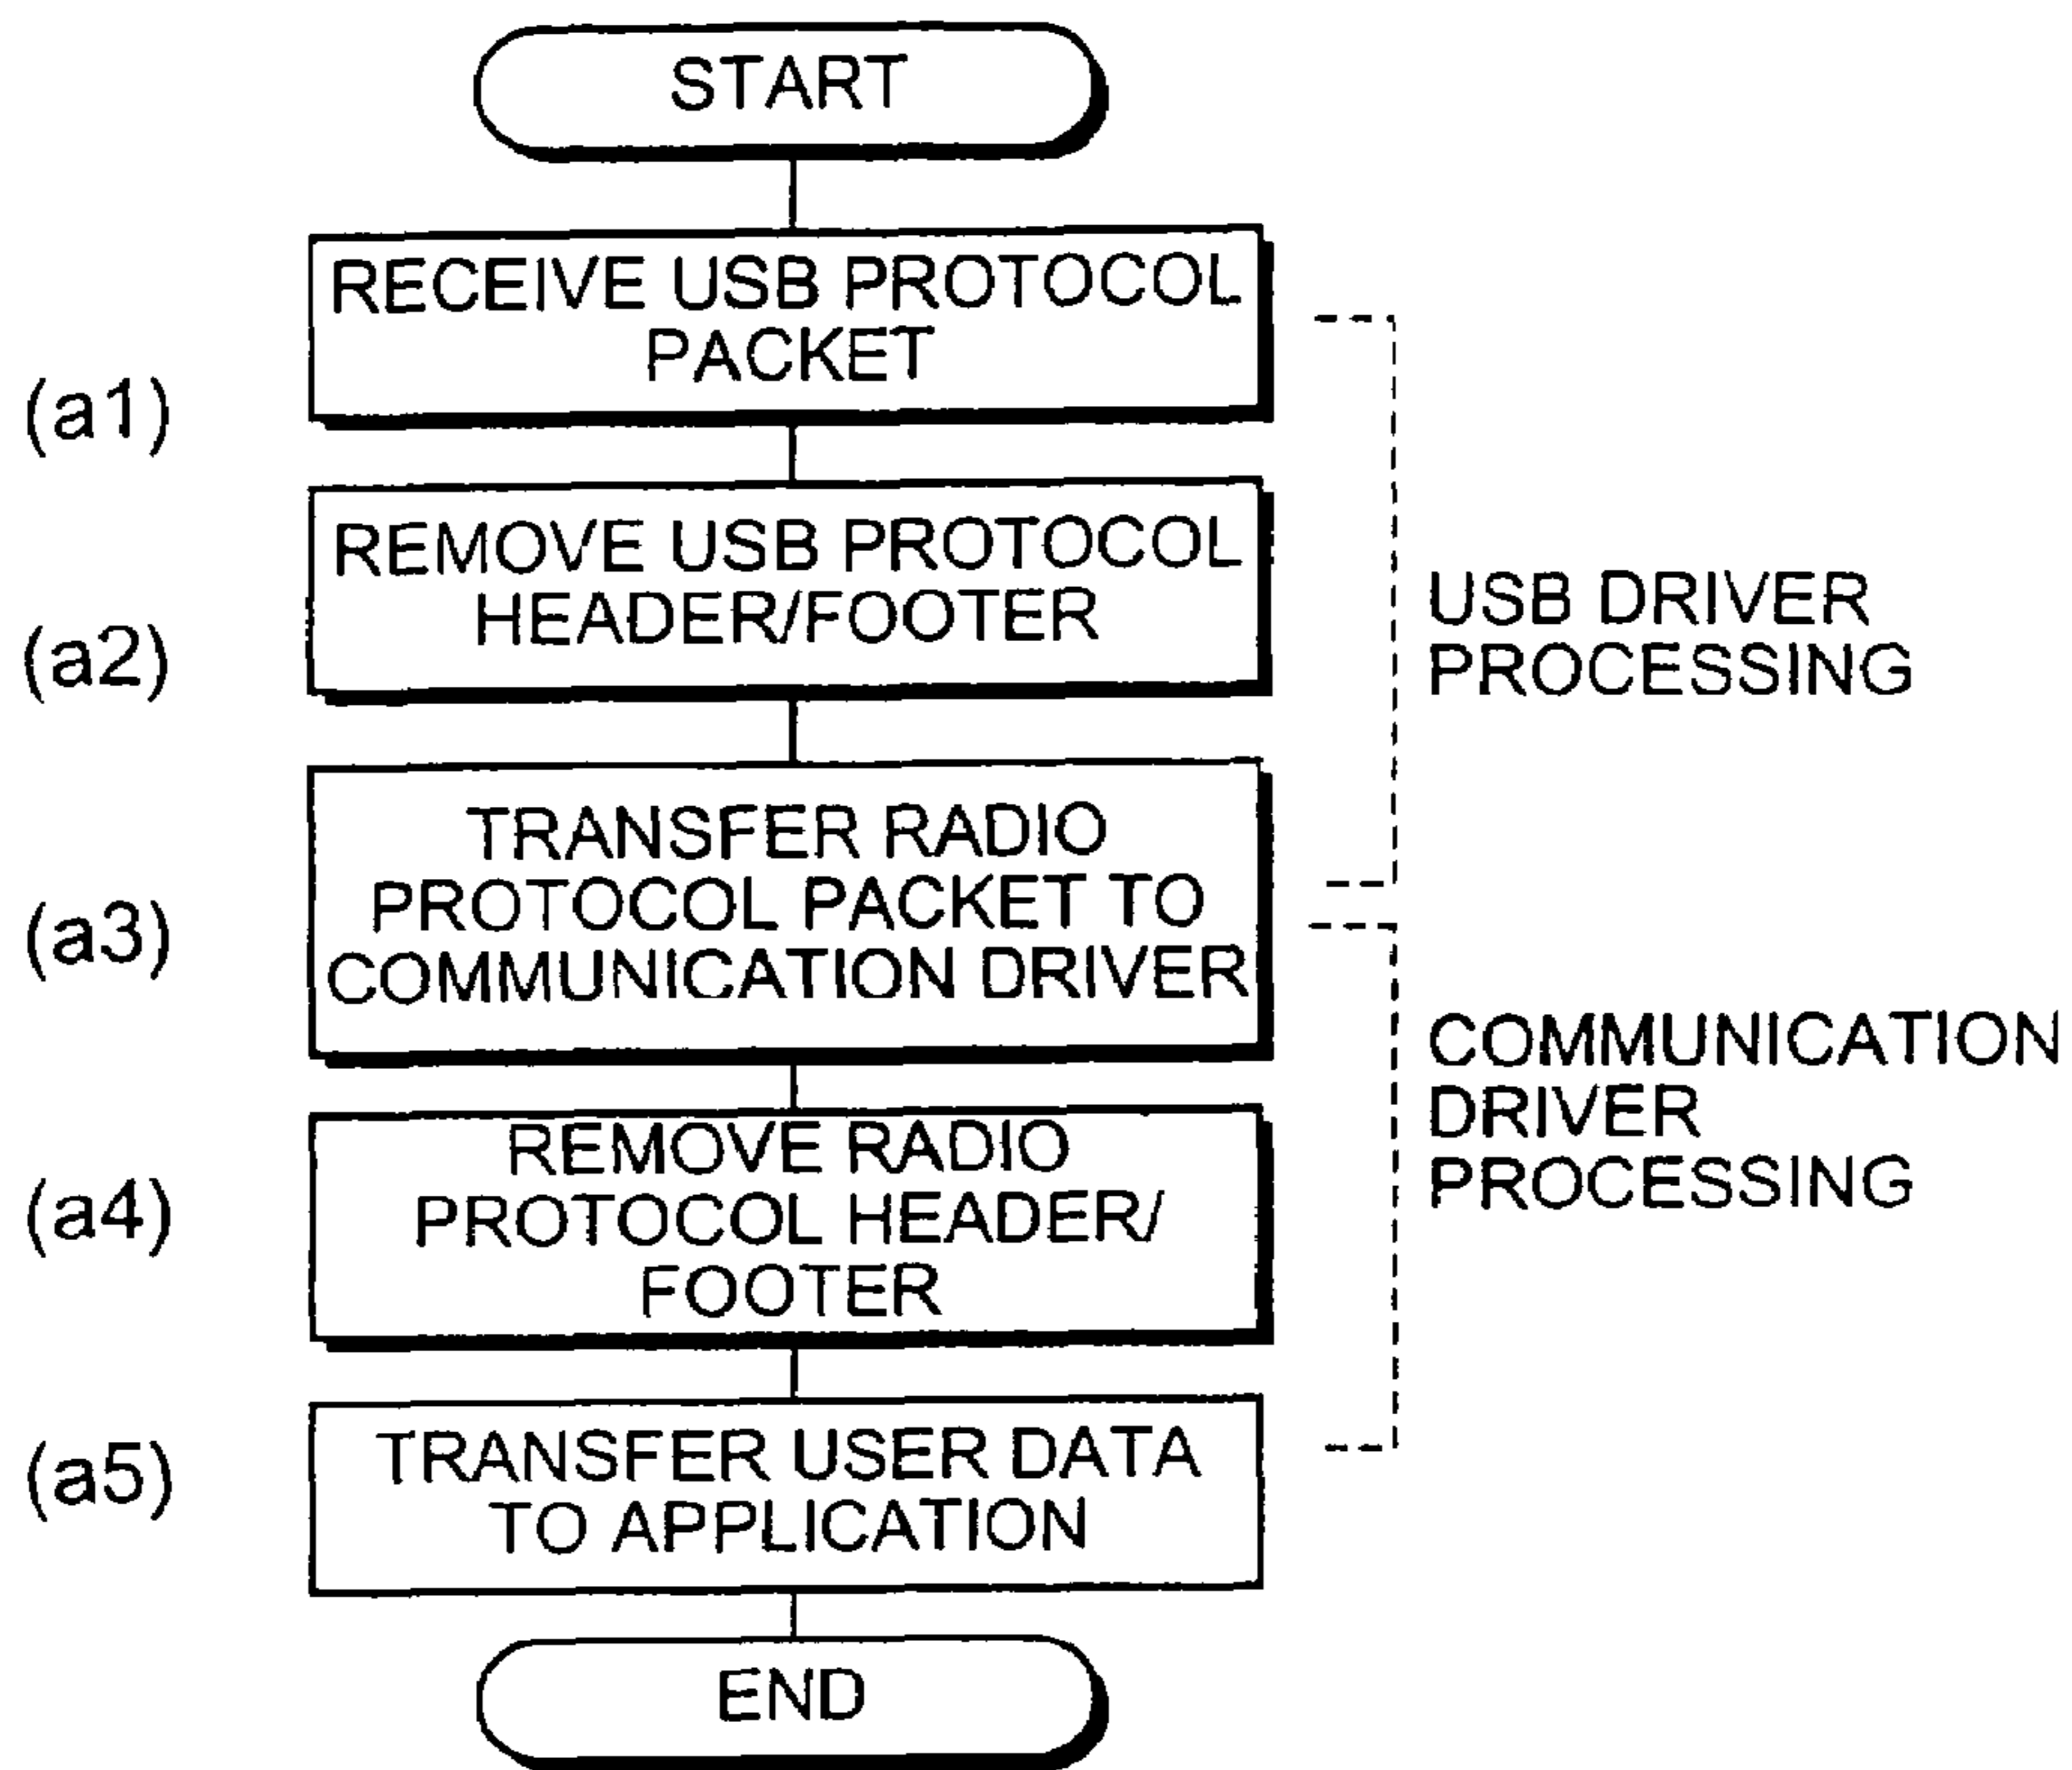 START
RECEIVE USB PROTOCOL
PACKET
(a1)
REMOVE USB PROTOCOL
HEADER/FOOTER
(a2)
USB DRIVER
PROCESSING
TRANSFER RADIO
PROTOCOL PACKET TO
COMMUNICATION DRIVER
(a3)
COMMUNICATION
DRIVER
PROCESSING
REMOVE RADIO
PROTOCOL HEADER/
FOOTER
(a4)
TRANSFER USER DATA
TO APPLICATION
(a5)
END